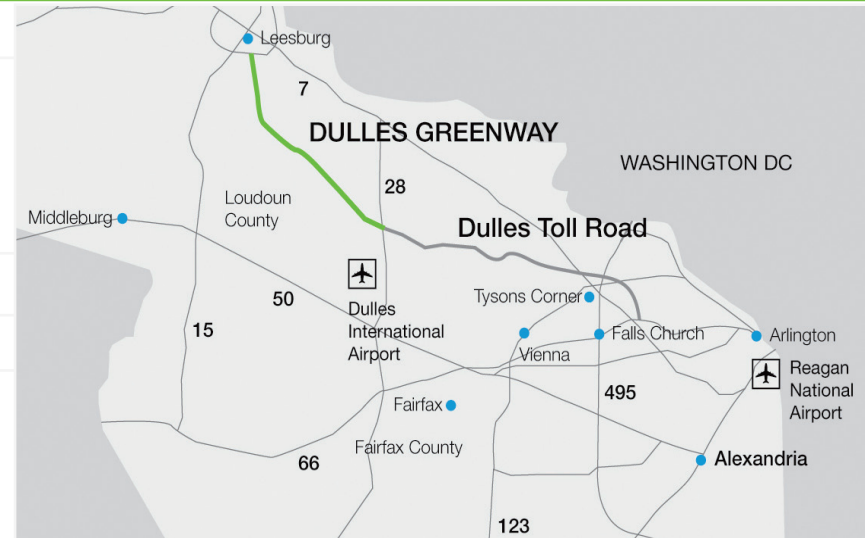 Leesburg
7
DULLES GREENWAY
WASHINGTON DC
28
Loudoun
County
Middleburg
Dulles Toll Road
50
15
Dulles
International
Airport
Tysons Corner
Vienna
Falls Church
Arlington
Reagan
National
Airport
495
Fairfax
Fairfax County
66
Alexandria
123